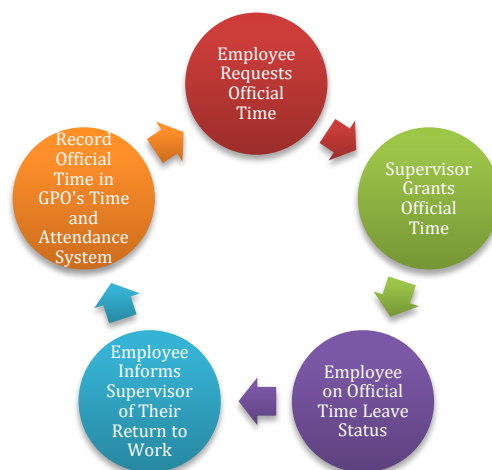 Employee
Requests
Official
Time
Supervisor
Grants
Official
Time
Employee
on Official
Time Leave
Status
Employee
Informs
Supervisor
of Their
Return to
Work
Record
Official
Time in
GPO's Time
and
Attendance
System